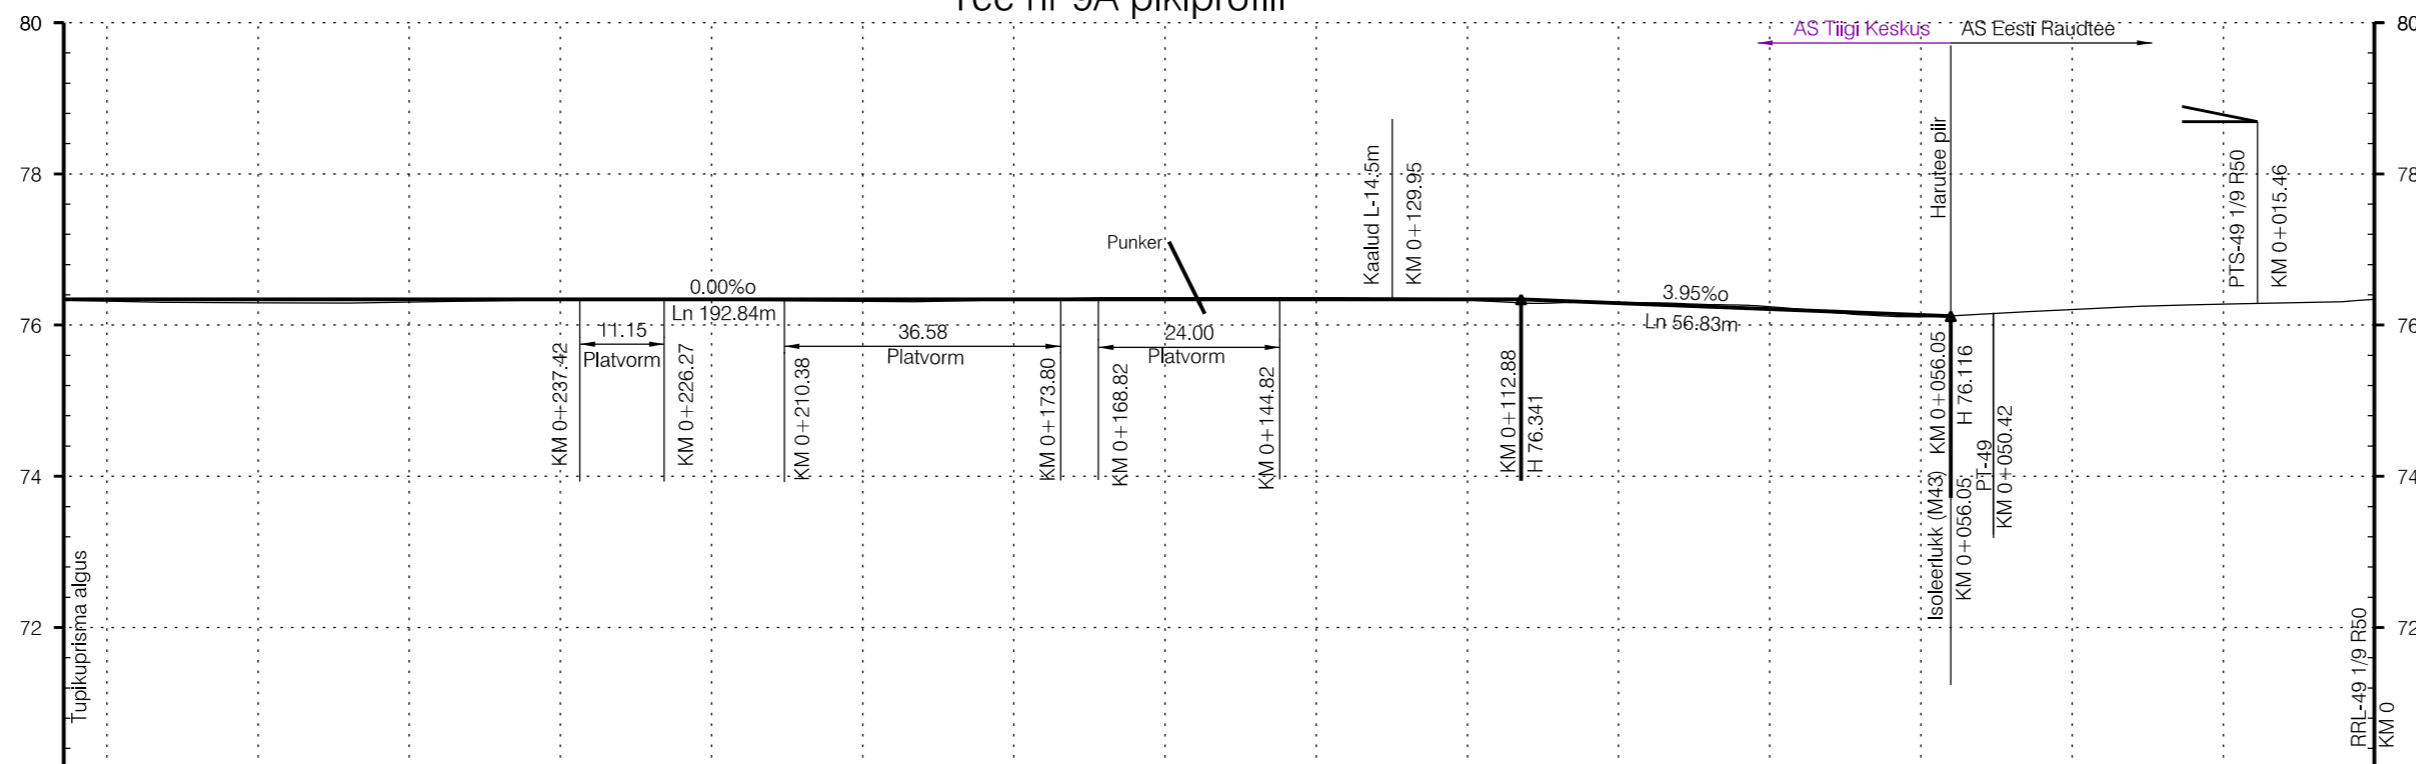 Tee nr 9A pikiprofiil
80
80
AS Tiigi Keskus
AS Eesti Raudtee
Harutee piir
PTS-49 1/9 R50
KM 0+015.46
78
78
Kaalud L-14.5m
KM 0+129.95
Punker
0.00%o
Ln 192.84m
3.95%o
Ln 56.83m
76
76
11.15
Platvorm
36.58
Platvorm
24.00
Platvorm
KM 0+237.42
KM 0+226.27
KM 0+210.38
KM 0+173.80
KM 0+168.82
KM 0+144.82
KM 0+112.88
H 76.341
KM 0+056.05
H 76.116
PT-49
KM 0+050.42
74
74
Isoleerlukk (M43)
KM 0+056.05
72
72
Tupikuprisma algus
RRL-49 1/9 R50
KM 0